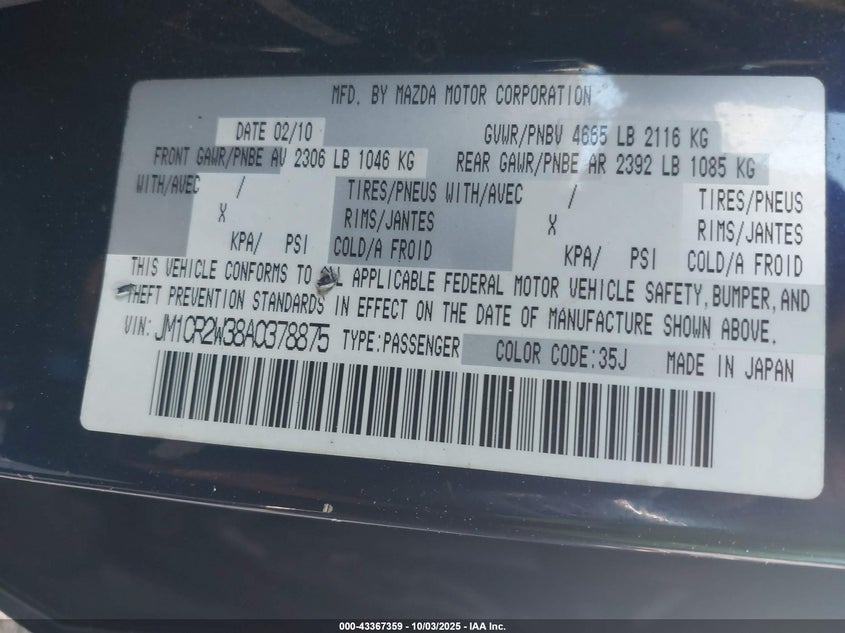 MFD. BY MAZDA MOTOR CORPORATION
DATE 02/10 GVWR/PNBV 4665 LB 2116 KG
FRONT GAWR/PNBE AV 2306 LB 1046 KG REAR GAWR/PNBE AR 2392 LB 1085 KG
WITH/AVEC / TIRES/PNEUS WITH/AVEC / TIRES/PNEUS
X RIMS/JANTES X RIMS/JANTES
KPA/ PSI COLD/A FROID KPA/ PSI COLD/A FROID
THIS VEHICLE CONFORMS TO APPLICABLE FEDERAL MOTOR VEHICLE SAFETY, BUMPER, AND
THEFT PREVENTION STANDARDS IN EFFECT ON THE DATE OF MANUFACTURE SHOWN ABOVE.
VIN: JM1CR2W38A0378875 TYPE:PASSENGER COLOR CODE:35J MADE IN JAPAN
000-43367359 - 10/03/2025 - IAA Inc.